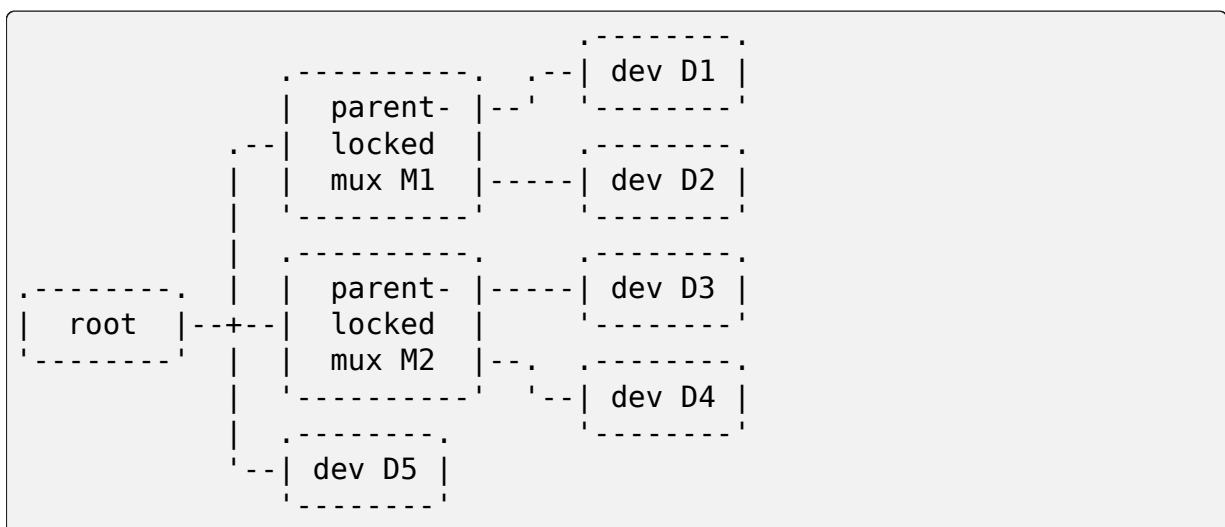 .--------.
                .----------.  .--| dev D1 |
                |  parent- |--'  '--------'
             .--|  locked  |     .--------.
             |  |  mux M1  |-----| dev D2 |
             |  '----------'     '--------'
             |  .----------.     .--------.
.--------.   |  |  parent- |-----| dev D3 |
|  root  |--+--|  locked  |     '--------'
'--------'   |  |  mux M2  |--.  .--------.
             |  '----------'  '--| dev D4 |
             |  .--------.       '--------'
             '--| dev D5 |
                '--------'